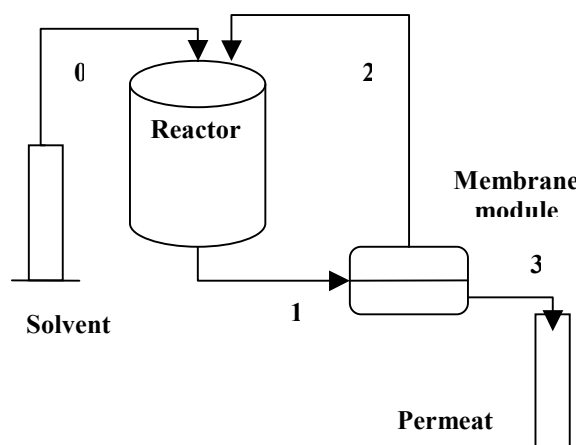 0
2
Reactor
Membrane
module
3
1
Solvent
Permeat